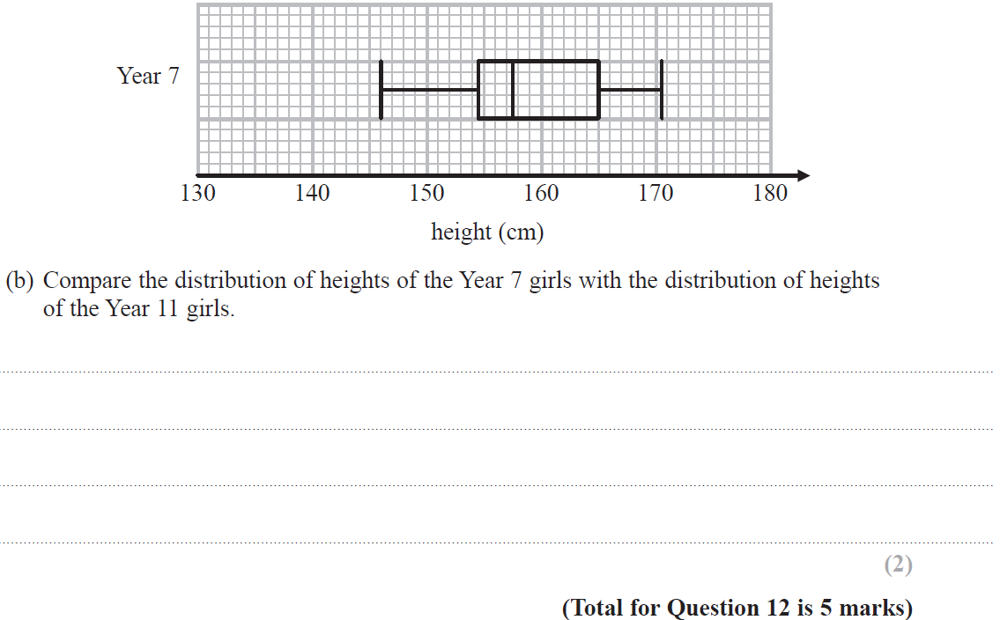 Year 7
130 140 150 160 170 180
height (cm)
(b) Compare the distribution of heights of the Year 7 girls with the distribution of heights
of the Year 11 girls.
(2)
(Total for Question 12 is 5 marks)